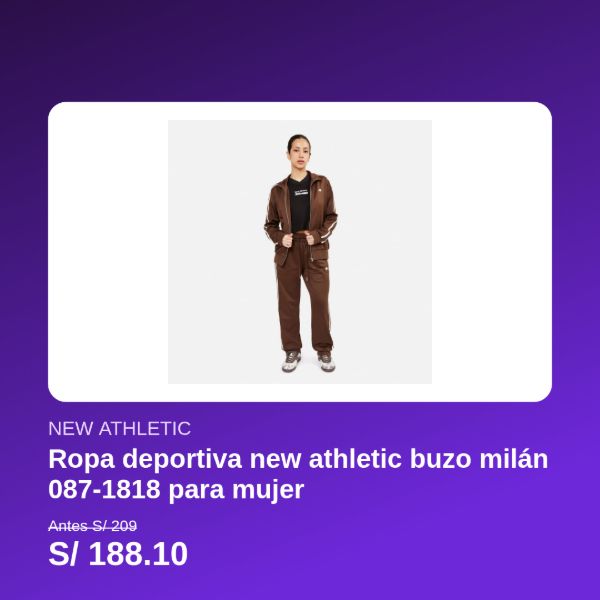 NEW ATHLETIC
Ropa deportiva new athletic buzo milán
087-1818 para mujer
Antes S/ 209
S/ 188.10